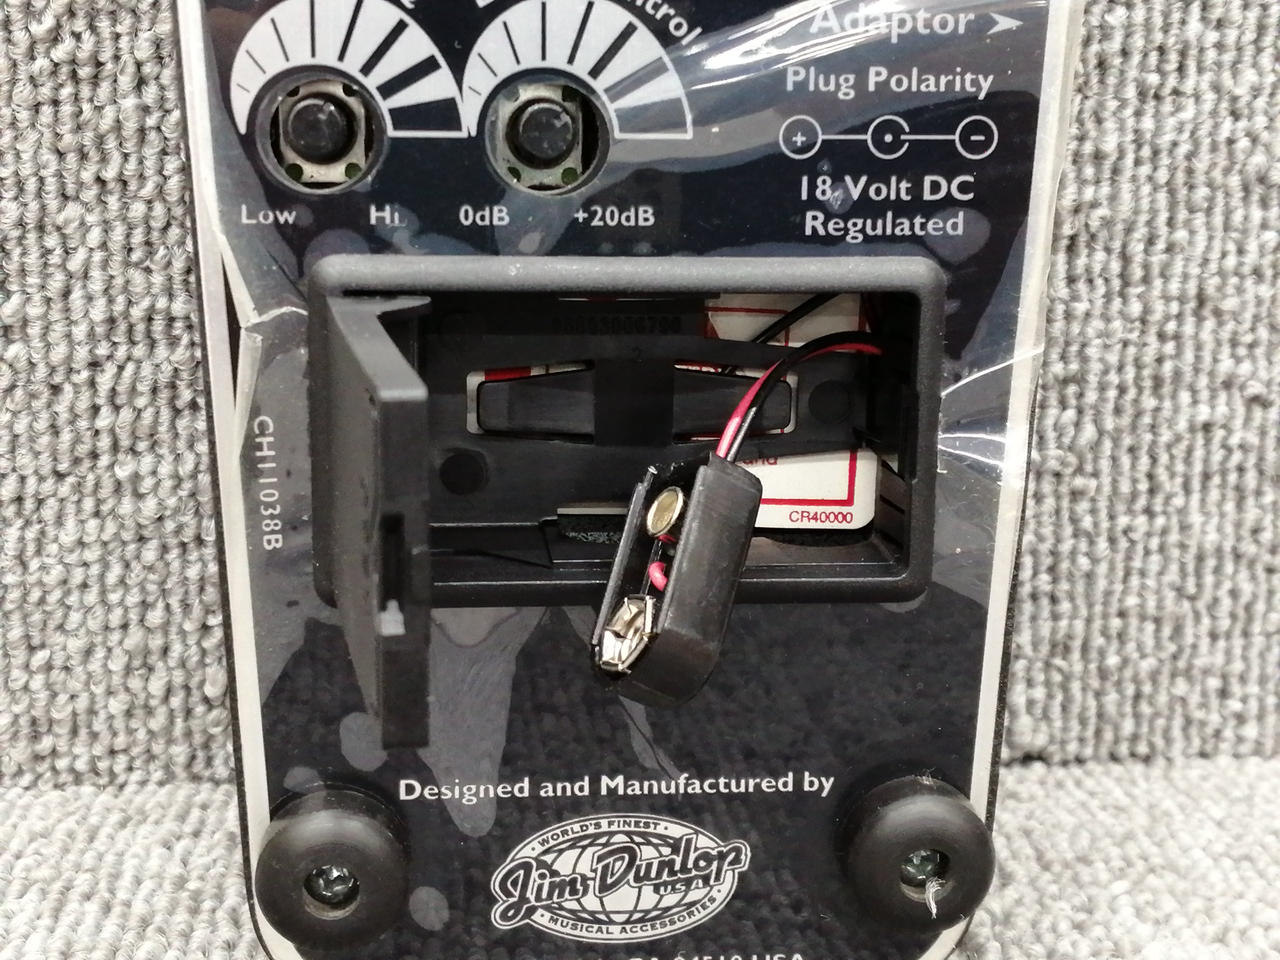 Adaptor
Plug Polarity
+ -
18 Volt DC
Regulated
Low Hi 0dB +20dB
CR40000
CH11038B
Designed and Manufactured by
· WORLD'S FINEST ·
Jim Dunlop
USA
· MUSICAL ACCESSORIES ·